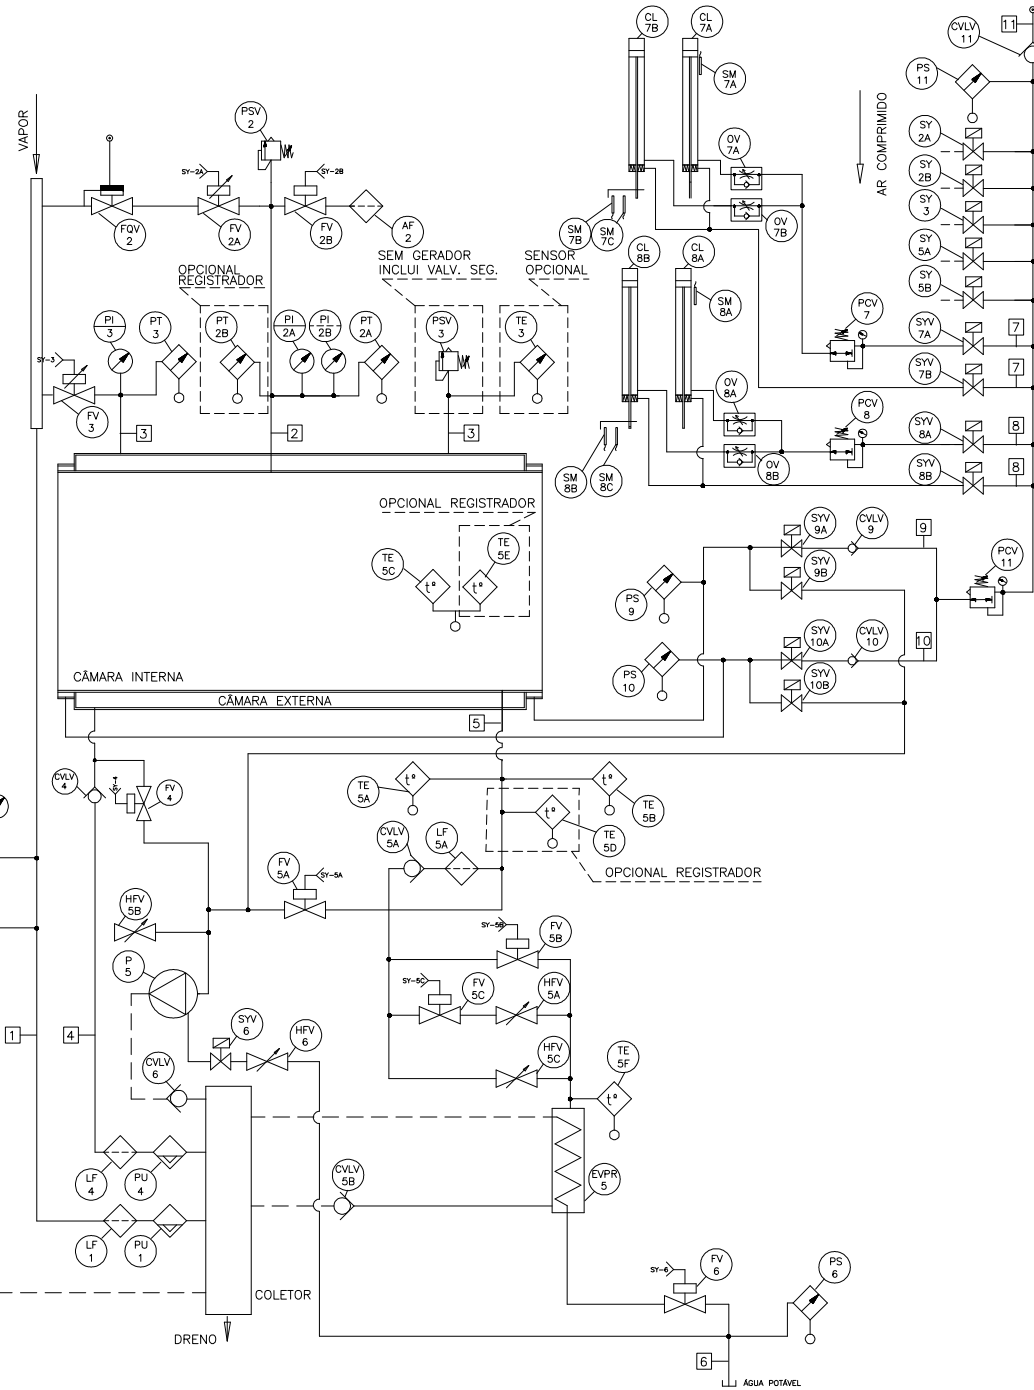 CL
7B
CL
7A
11
CVLV
11
SM
7A
PS
11
VAPOR
PSV
2
AR COMPRIMIDO
SY
2A
OV
7A
SY-2A
SY-2B
SY
2B
FQV
2
FV
2A
FV
2B
AF
2
SM
7B
SM
7C
OV
7B
SY
3
SY
5A
CL
8B
CL
8A
SEM GERADOR
INCLUI VALV. SEG.
SENSOR
OPCIONAL
OPCIONAL
REGISTRADOR
SY
5B
SM
8A
PI
3
PT
3
PT
2B
PI
2A
PI
2B
PT
2A
PSV
3
TE
3
PCV
7
SYV
7A
7
SY-3
SYV
7B
7
FV
3
OV
8A
PCV
8
SYV
8A
8
3
2
3
SM
8B
SM
8C
OV
8B
SYV
8B
8
OPCIONAL REGISTRADOR
SYV
9A
CVLV
9
9
TE
5C
TE
5E
t°
t°
SYV
9B
PCV
11
PS
9
SYV
10A
CVLV
10
10
PS
10
SYV
10B
CÂMARA INTERNA
CÂMARA EXTERNA
5
CVLV
4
SY-4
FV
4
TE
5A
t°
t°
TE
5B
t°
TE
5D
OPCIONAL REGISTRADOR
CVLV
5A
LF
5A
FV
5A
SY-5A
HFV
5B
SY-5B
FV
5B
P
5
SY-5C
FV
5C
HFV
5A
1
4
SYV
6
HFV
6
HFV
5C
TE
5F
t°
CVLV
6
LF
4
PU
4
CVLV
5B
EVPR
5
LF
1
PU
1
COLETOR
DRENO
SY-6
FV
6
PS
6
6
ÁGUA POTÁVEL